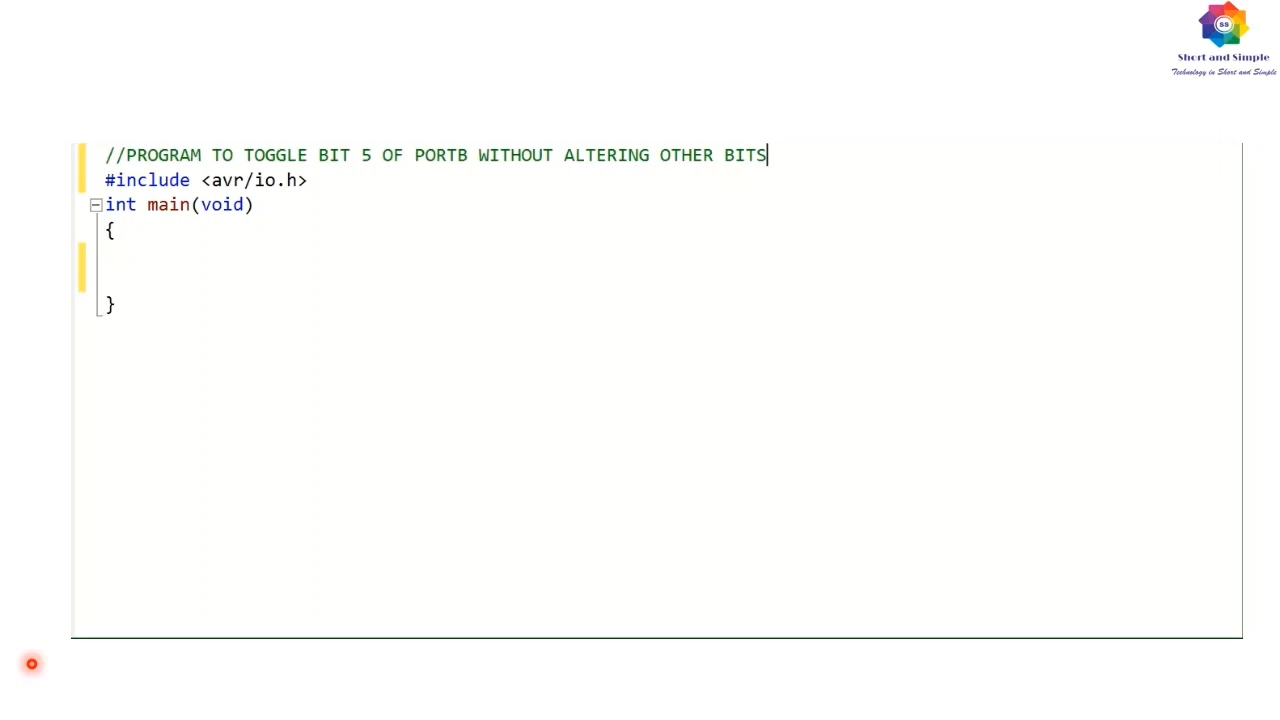 SS
Short and Simple
Technology in Short and Simple
//PROGRAM TO TOGGLE BIT 5 OF PORTB WITHOUT ALTERING OTHER BITS
#include <avr/io.h>
int main(void)
{
}